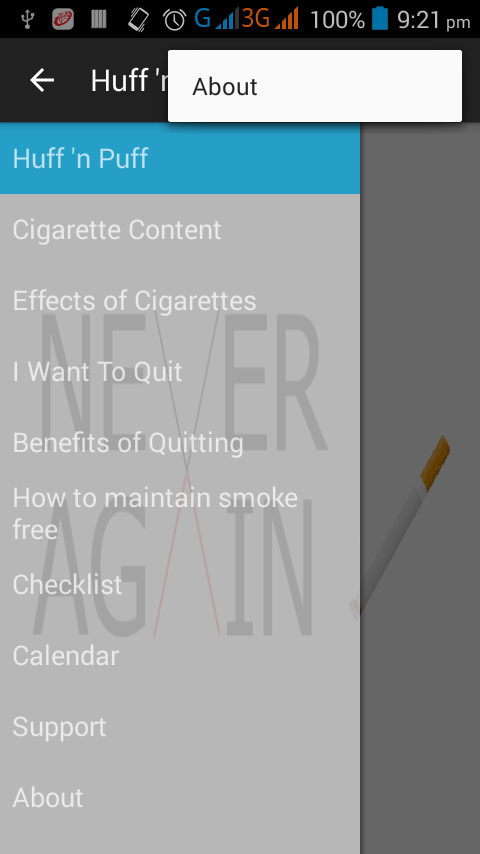 G 3G 100% 9:21 pm
Huff 'n
About
Huff 'n Puff
Cigarette Content
Effects of Cigarettes
I Want To Quit
Benefits of Quitting
How to maintain smoke
free
Checklist
Calendar
Support
About
NEVER
AGAIN